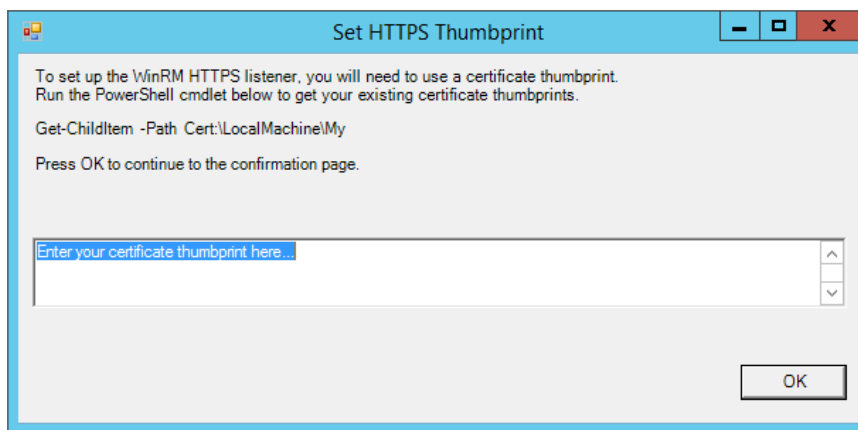 Set HTTPS Thumbprint
To set up the WinRM HTTPS listener, you will need to use a certificate thumbprint.
Run the PowerShell cmdlet below to get your existing certificate thumbprints.
Get-ChildItem -Path Cert:\LocalMachine\My
Press OK to continue to the confirmation page.
Enter your certificate thumbprint here...
OK